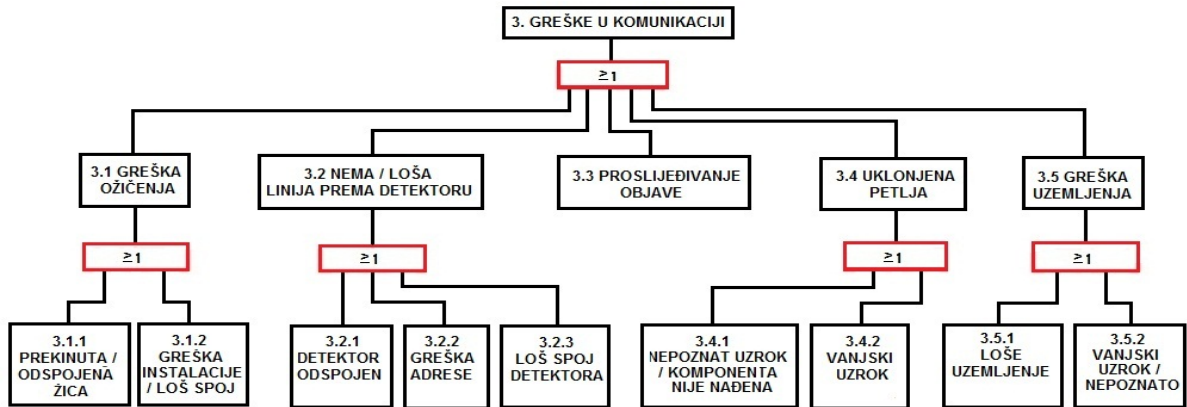 3. GREŠKE U KOMUNIKACIJI
≥1
3.1 GREŠKA
OŽIČENJA
3.2 NEMA / LOŠA
LINIJA PREMA DETEKTORU
3.3 PROSLIJEĐIVANJE
OBJAVE
3.4 UKLONJENA
PETLJA
3.5 GREŠKA
UZEMLJENJA
≥1
≥1
≥1
≥1
3.1.1
PREKINUTA /
ODSPOJENA
ŽICA
3.1.2
GREŠKA
INSTALACIJE
/ LOŠ SPOJ
3.2.1
DETEKTOR
ODSPOJEN
3.2.2
GREŠKA
ADRESE
3.2.3
LOŠ SPOJ
DETEKTORA
3.4.1
NEPOZNAT UZROK
/ KOMPONENTA
NIJE NAĐENA
3.4.2
VANJSKI
UZROK
3.5.1
LOŠE
UZEMLJENJE
3.5.2
VANJSKI
UZROK /
NEPOZNATO